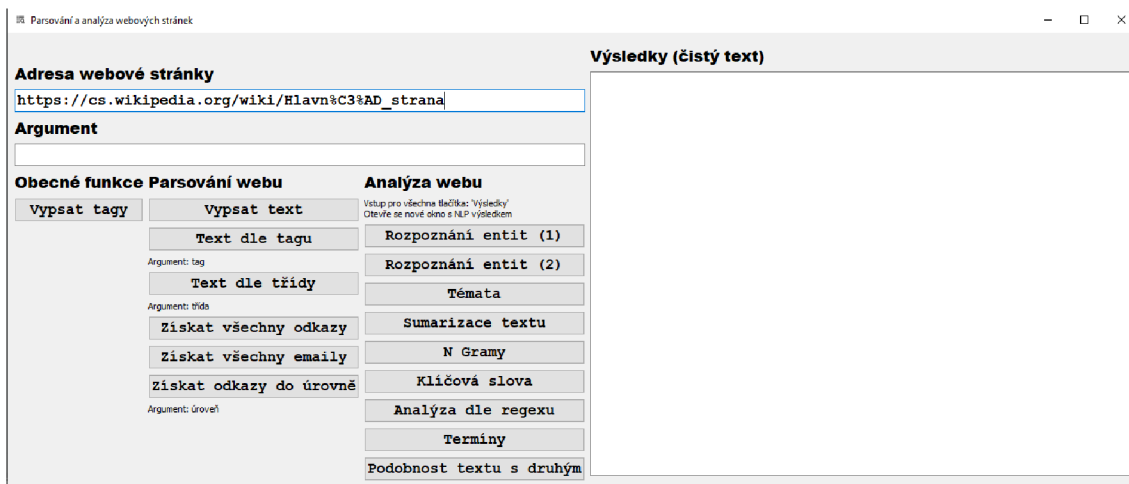 Parsování a analýza webových stránek
Adresa webové stránky
https://cs.wikipedia.org/wiki/Hlavn%C3%AD_strana
Argument
Obecné funkce
Vypsat tagy
Parsování webu
Vypsat text
Text dle tagu
Argument: tag
Text dle třídy
Argument: třída
Získat všechny odkazy
Získat všechny emaily
Získat odkazy do úrovně
Argument: úroveň
Analýza webu
Vstup pro všechna tlačítka: 'Výsledky'
Otevře se nové okno s NLP výsledkem
Rozpoznání entit (1)
Rozpoznání entit (2)
Témata
Sumarizace textu
N Gramy
Klíčová slova
Analýza dle regexu
Termíny
Podobnost textu s druhým
Výsledky (čistý text)